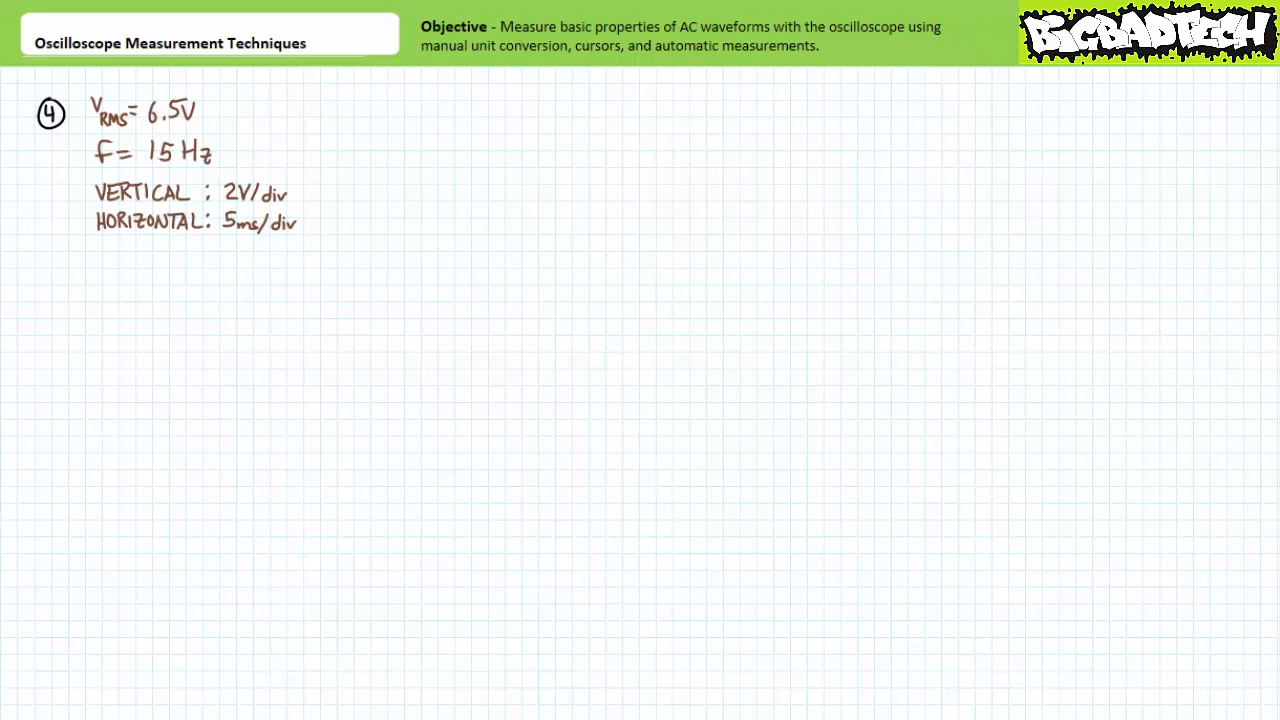 Oscilloscope Measurement Techniques
Objective - Measure basic properties of AC waveforms with the oscilloscope using
manual unit conversion, cursors, and automatic measurements.
BIGBADTECH
4 VRMS= 6.5V
f= 15 Hz
VERTICAL : 2V/div
HORIZONTAL: 5ms/div